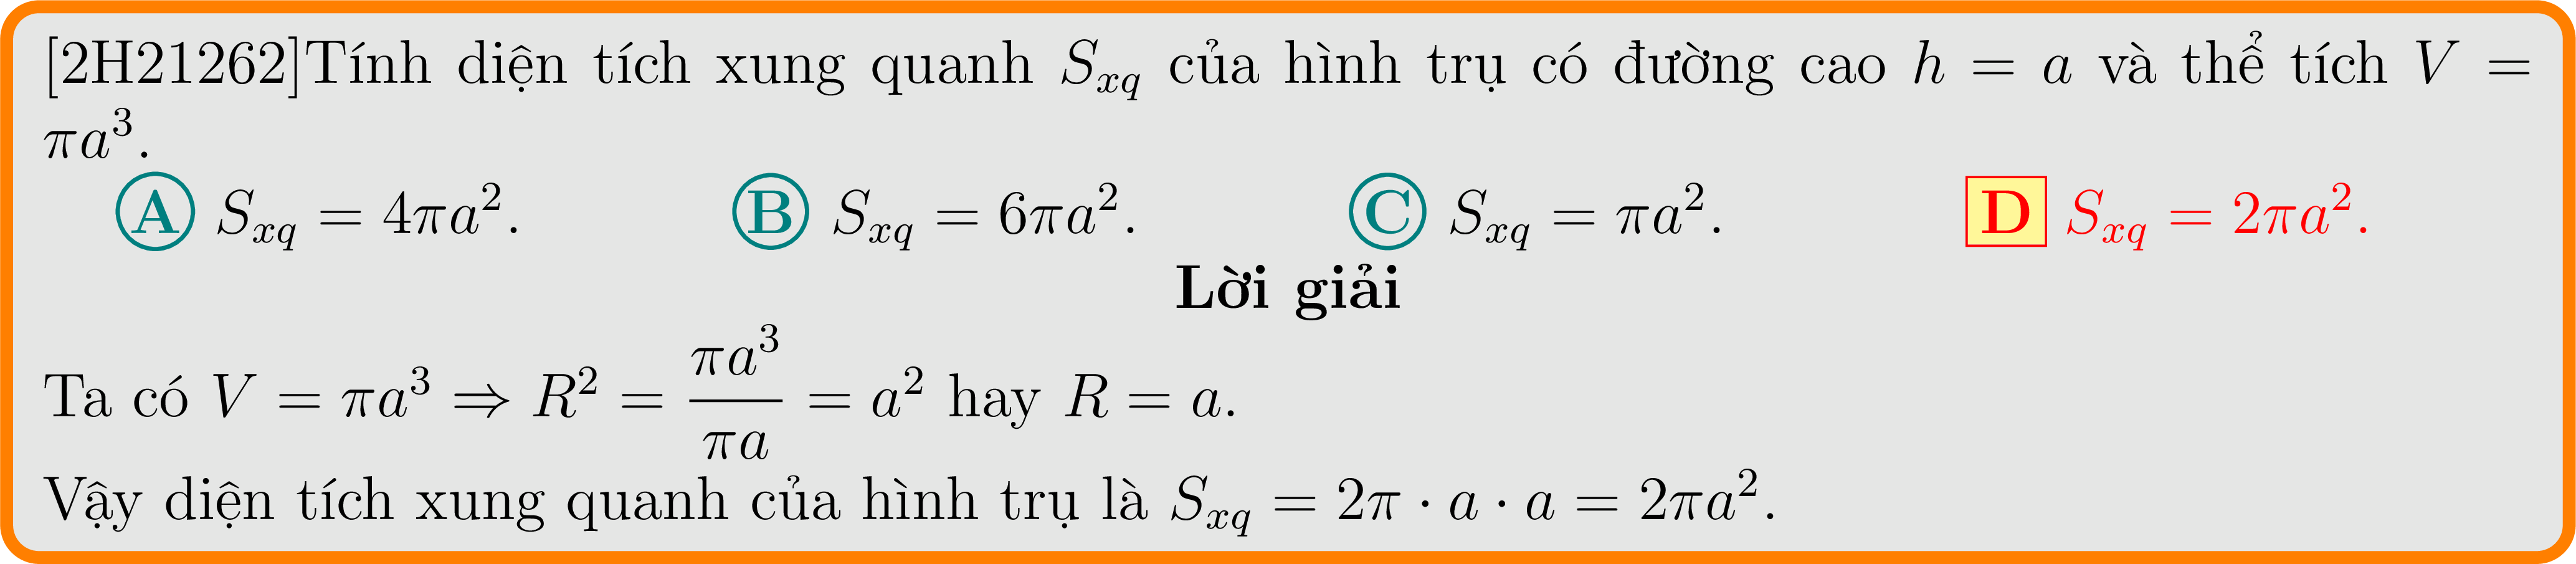 [2H21262]Tính diện tích xung quanh $S_{xq}$ của hình trụ có đường cao $h = a$ và thể tích $V =$
$\pi a^3$.
A $S_{xq} = 4\pi a^2$. B $S_{xq} = 6\pi a^2$. C $S_{xq} = \pi a^2$. D $S_{xq} = 2\pi a^2$.
Lời giải
Ta có $V = \pi a^3 \Rightarrow R^2 = \dfrac{\pi a^3}{\pi a} = a^2$ hay $R = a$.
Vậy diện tích xung quanh của hình trụ là $S_{xq} = 2\pi \cdot a \cdot a = 2\pi a^2$.